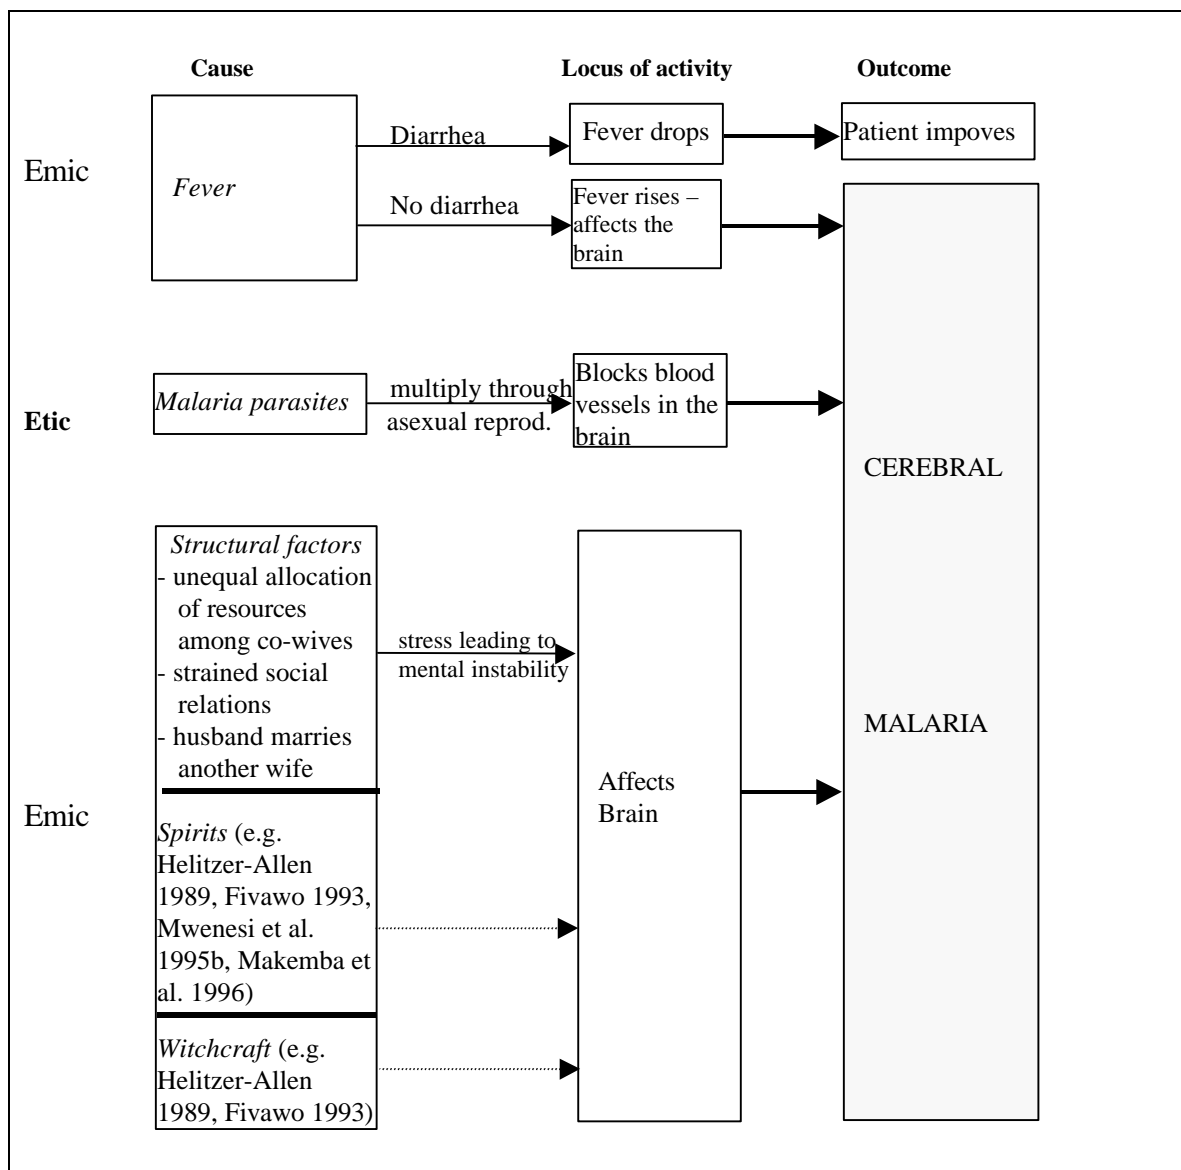 Cause
Locus of activity
Outcome
Emic
Fever
Diarrhea
Fever drops
Patient impoves
No diarrhea
Fever rises –
affects the
brain
Etic
Malaria parasites
multiply through
asexual reprod.
Blocks blood
vessels in the
brain
CEREBRAL
MALARIA
Emic
Structural factors
- unequal allocation
of resources
among co-wives
- strained social
relations
- husband marries
another wife
stress leading to
mental instability
Affects
Brain
Spirits (e.g.
Helitzer-Allen
1989, Fivawo 1993,
Mwenesi et al.
1995b, Makemba et
al. 1996)
Witchcraft (e.g.
Helitzer-Allen
1989, Fivawo 1993)